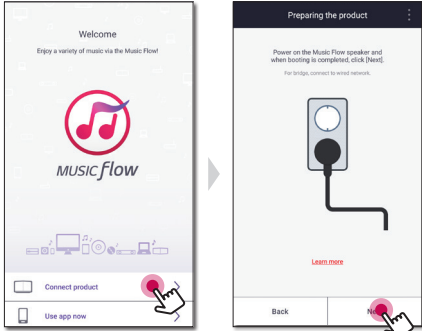 Welcome
Enjoy a variety of music via the Music Flow!
MUSIC flow
Connect product
Use app now
Preparing the product
Power on the Music Flow speaker and
when booting is completed, click [Next].
For bridge, connect to wired network.
Learn more
Back